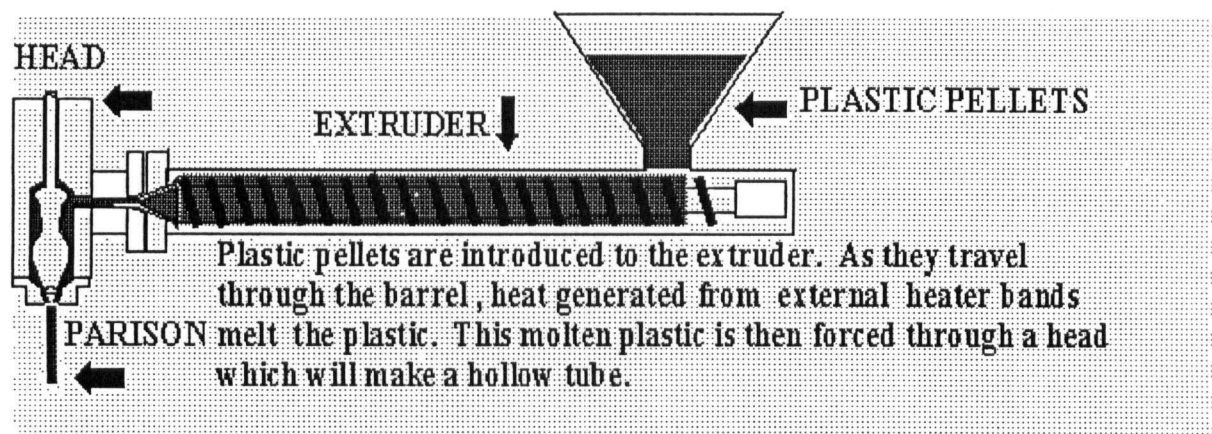 HEAD
EXTRUDER
PLASTIC PELLETS
Plastic pellets are introduced to the extruder. As they travel
through the barrel, heat generated from external heater bands
melt the plastic. This molten plastic is then forced through a head
which will make a hollow tube.
PARISON